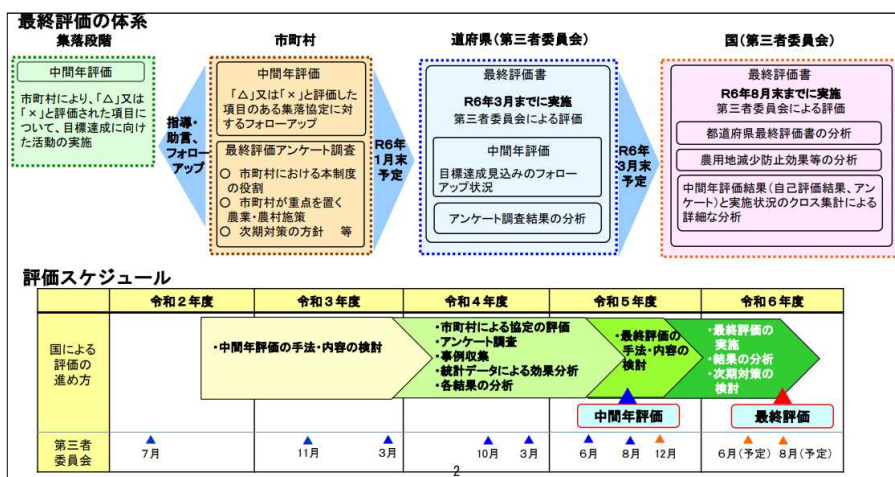 最終評価の体系
集落段階
中間年評価
市町村により、「△」又は
「×」と評価された項目に
ついて、目標達成に向け
た活動の実施
指導・
助言、
フォロー
アップ
市町村
中間年評価
「△」又は「×」と評価した
項目のある集落協定に対
するフォローアップ
最終評価アンケート調査
○ 市町村における本制度
の役割
○ 市町村が重点を置く
農業・農村施策
○ 次期対策の方針 等
R6年
1月末
予定
道府県(第三者委員会)
最終評価書
R6年3月までに実施
第三者委員会による評価
中間年評価
目標達成見込みのフォロー
アップ状況
アンケート調査結果の分析
R6年
3月末
予定
国(第三者委員会)
最終評価書
R6年8月末までに実施
第三者委員会による評価
都道府県最終評価書の分析
農用地減少防止効果等の分析
中間年評価結果(自己評価結果、アン
ケート)と実施状況のクロス集計による
詳細な分析
評価スケジュール
令和2年度 令和3年度 令和4年度 令和5年度 令和6年度
国による
評価の
進め方
・中間年評価の手法・内容の検討
・市町村による協定の評価
・アンケート調査
・事例収集
・統計データによる効果分析
・各結果の分析
・最終評価の
手法・内容の
検討
・最終評価の
実施
・結果の分析
・次期対策の
検討
中間年評価 最終評価
第三者
委員会
7月 11月 3月 10月 3月 6月 8月 12月 6月(予定) 8月(予定)
2